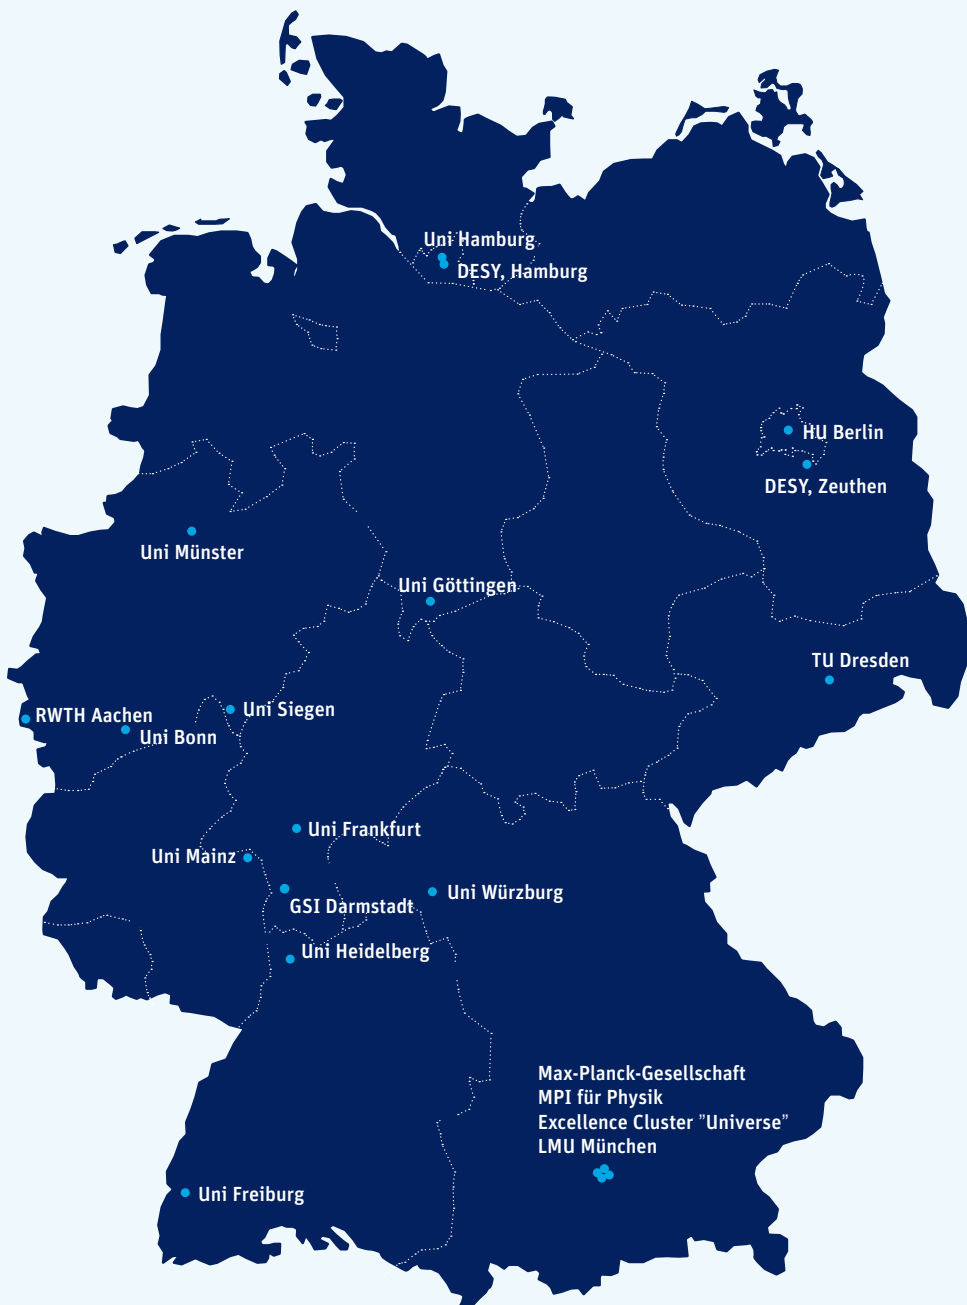 Uni Hamburg
DESY, Hamburg
HU Berlin
DESY, Zeuthen
Uni Münster
Uni Göttingen
TU Dresden
Uni Siegen
RWTH Aachen
Uni Bonn
Uni Frankfurt
Uni Mainz
Uni Würzburg
GSI Darmstadt
Uni Heidelberg
Max-Planck-Gesellschaft
MPI für Physik
Excellence Cluster ”Universe”
LMU München
Uni Freiburg